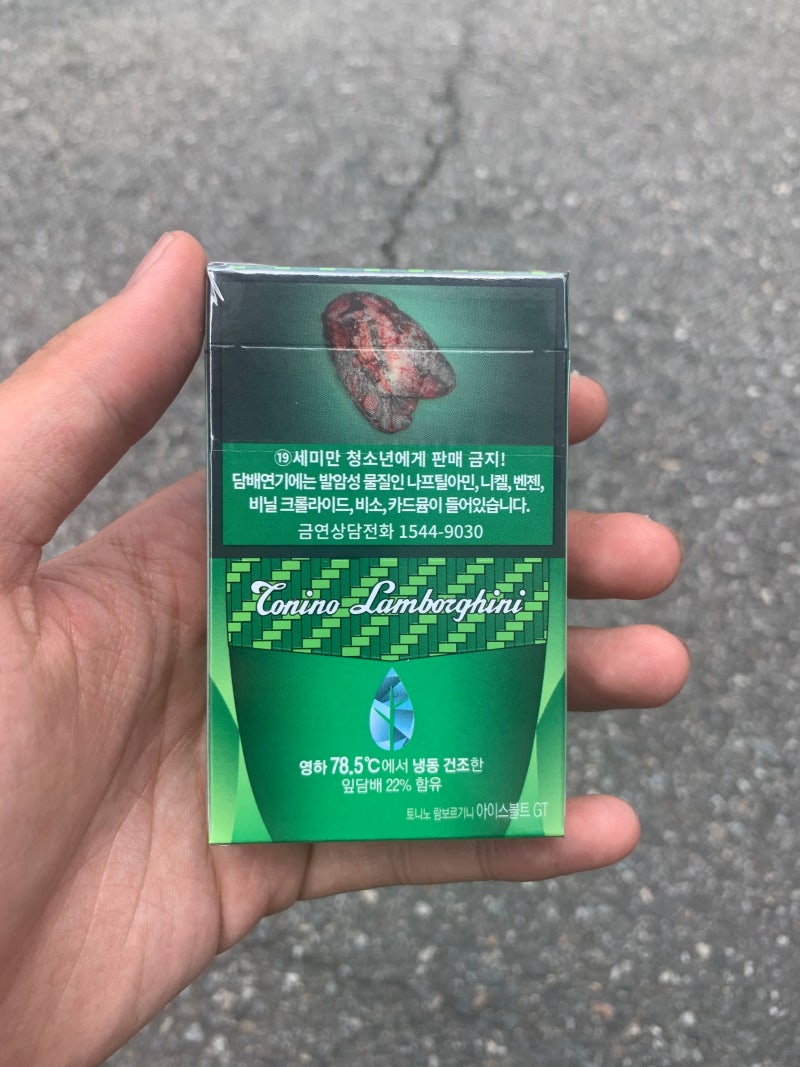 ⑲세미만 청소년에게 판매 금지!
담배연기에는 발암성 물질인 나프틸아민, 니켈, 벤젠,
비닐 크롤라이드, 비소, 카드뮴이 들어있습니다.
금연상담전화 1544-9030
Tonino Lamborghini
영하 78.5℃에서 냉동 건조한
잎담배 22% 함유
토니노 람보르기니 아이스볼트 GT